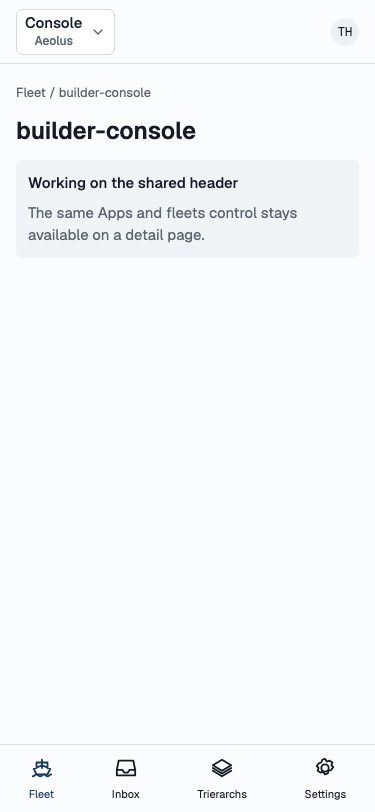 Console
Aeolus
TH
Fleet / builder-console
builder-console
Working on the shared header
The same Apps and fleets control stays
available on a detail page.
Fleet
Inbox
Trierarchs
Settings